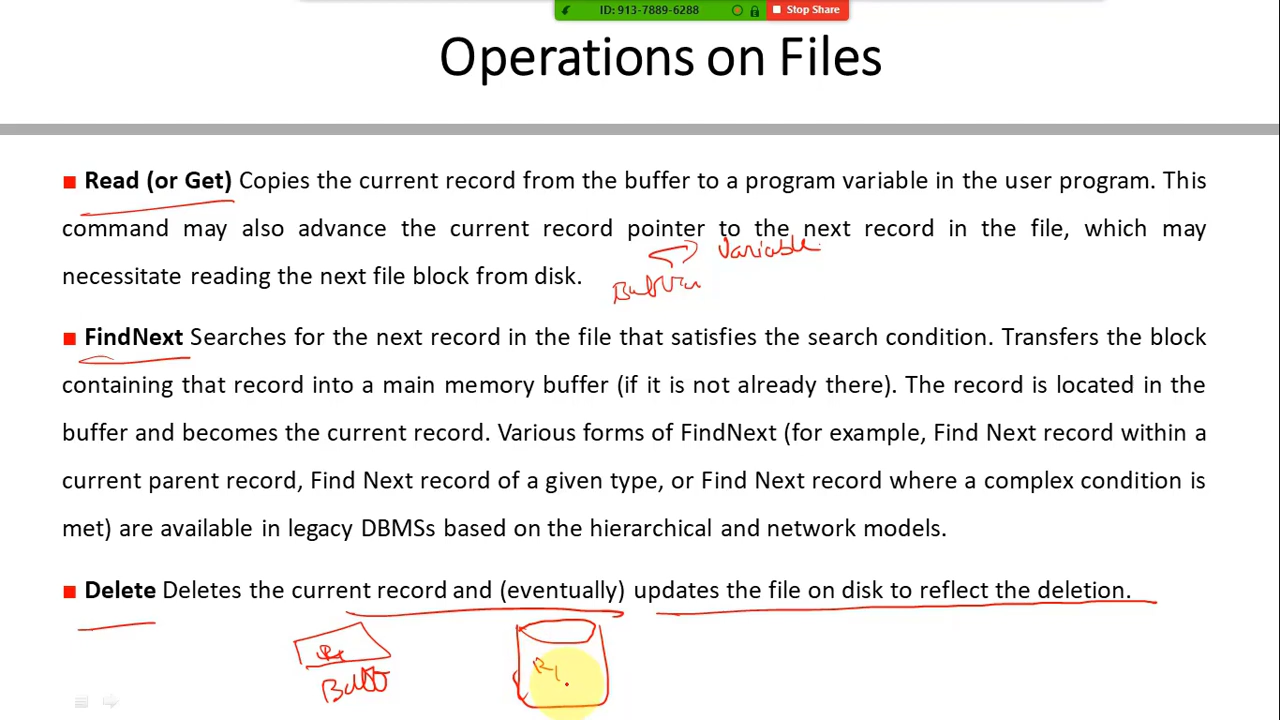 ID: 913-7889-6288
Stop Share
Operations on Files
Read (or Get) Copies the current record from the buffer to a program variable in the user program. This
command may also advance the current record pointer to the next record in the file, which may
variable
necessitate reading the next file block from disk.
FindNext Searches for the next record in the file that satisfies the search condition. Transfers the block
containing that record into a main memory buffer (if it is not already there). The record is located in the
buffer and becomes the current record. Various forms of FindNext (for example, Find Next record within a
current parent record, Find Next record of a given type, or Find Next record where a complex condition is
met) are available in legacy DBMSs based on the hierarchical and network models.
Delete Deletes the current record and (eventually) updates the file on disk to reflect the deletion.
R1